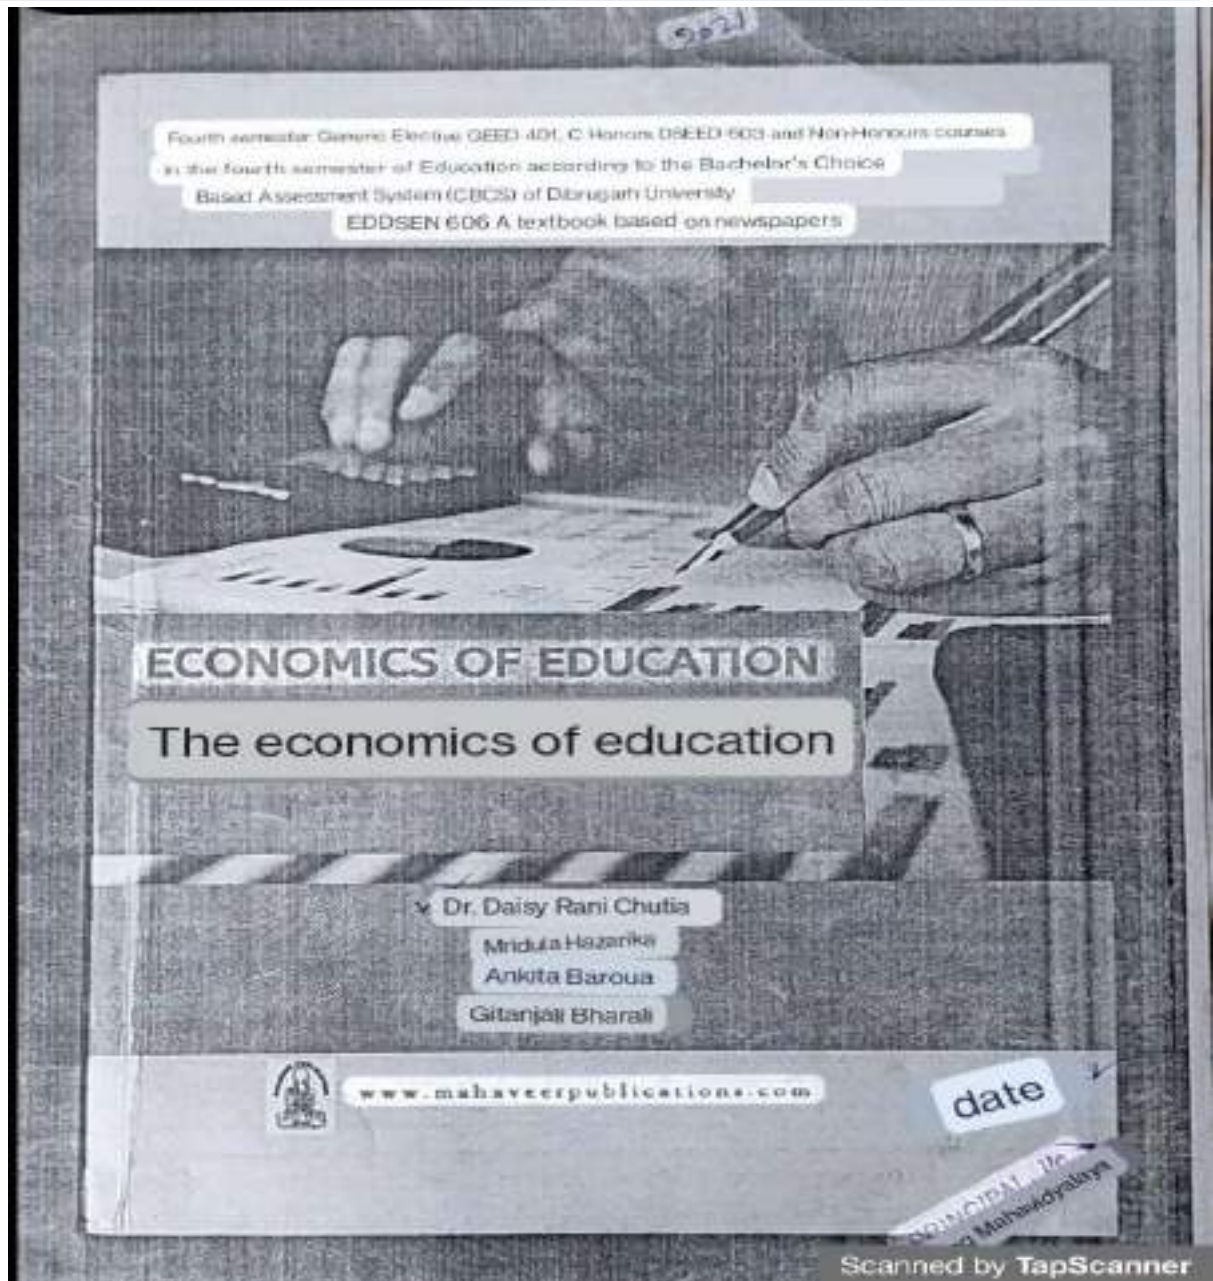 2021
Fourth semester Generic Elective GEED 401, C Honors DSEED 603 and Non-Honours courses
in the fourth semester of Education according to the Bachelor's Choice
Based Assessment System (CBCS) of Dibrugarh University
EDDSEN 606 A textbook based on newspapers
ECONOMICS OF EDUCATION
The economics of education
Dr. Daisy Rani Chutia
Mridula Hazarika
Ankita Baroua
Gitanjali Bharali
www.mahaveerpublications.com
date
PRINCIPAL I/c
Mahavidyalaya
Scanned by TapScanner